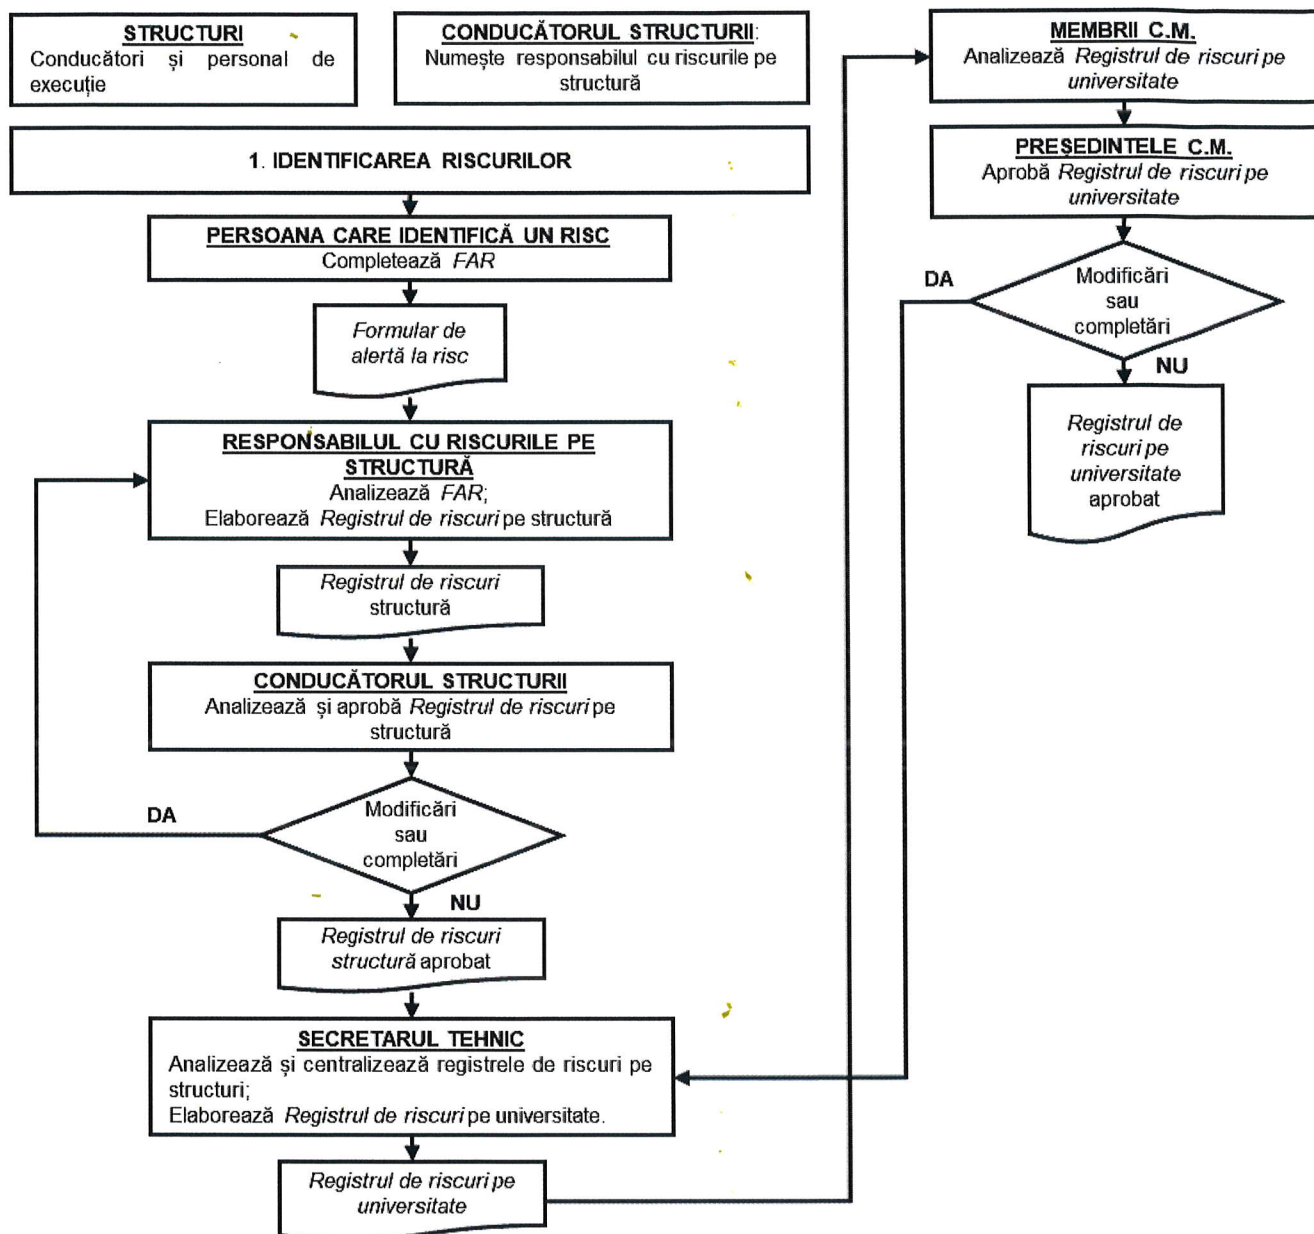 STRUCTURI
Conducători și personal de
execuție
CONDUCĂTORUL STRUCTURII:
Numește responsabilul cu riscurile pe
structură
1. IDENTIFICAREA RISCURILOR
PERSOANA CARE IDENTIFICĂ UN RISC
Completează FAR
Formular de
alertă la risc
RESPONSABILUL CU RISCURILE PE
STRUCTURĂ
Analizează FAR;
Elaborează Registrul de riscuri pe structură
Registrul de riscuri
structură
CONDUCĂTORUL STRUCTURII
Analizează și aprobă Registrul de riscuri pe
structură
Modificări
sau
completări
DA
NU
Registrul de riscuri
structură aprobat
SECRETARUL TEHNIC
Analizează și centralizează registrele de riscuri pe
structuri;
Elaborează Registrul de riscuri pe universitate.
Registrul de riscuri pe
universitate
MEMBRII C.M.
Analizează Registrul de riscuri pe
universitate
PREȘEDINTELE C.M.
Aprobă Registrul de riscuri pe
universitate
DA
Modificări
sau
completări
NU
Registrul de
riscuri pe
universitate
aprobat